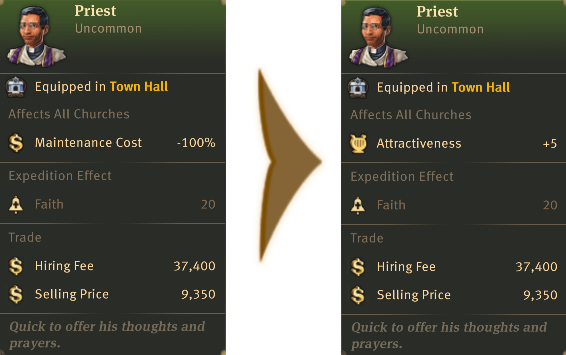 Priest
Uncommon
Equipped in Town Hall
Affects All Churches
Maintenance Cost -100%
Expedition Effect
Faith 20
Trade
Hiring Fee 37,400
Selling Price 9,350
Quick to offer his thoughts and
prayers.
Priest
Uncommon
Equipped in Town Hall
Affects All Churches
Attractiveness +5
Expedition Effect
Faith 20
Trade
Hiring Fee 37,400
Selling Price 9,350
Quick to offer his thoughts and
prayers.